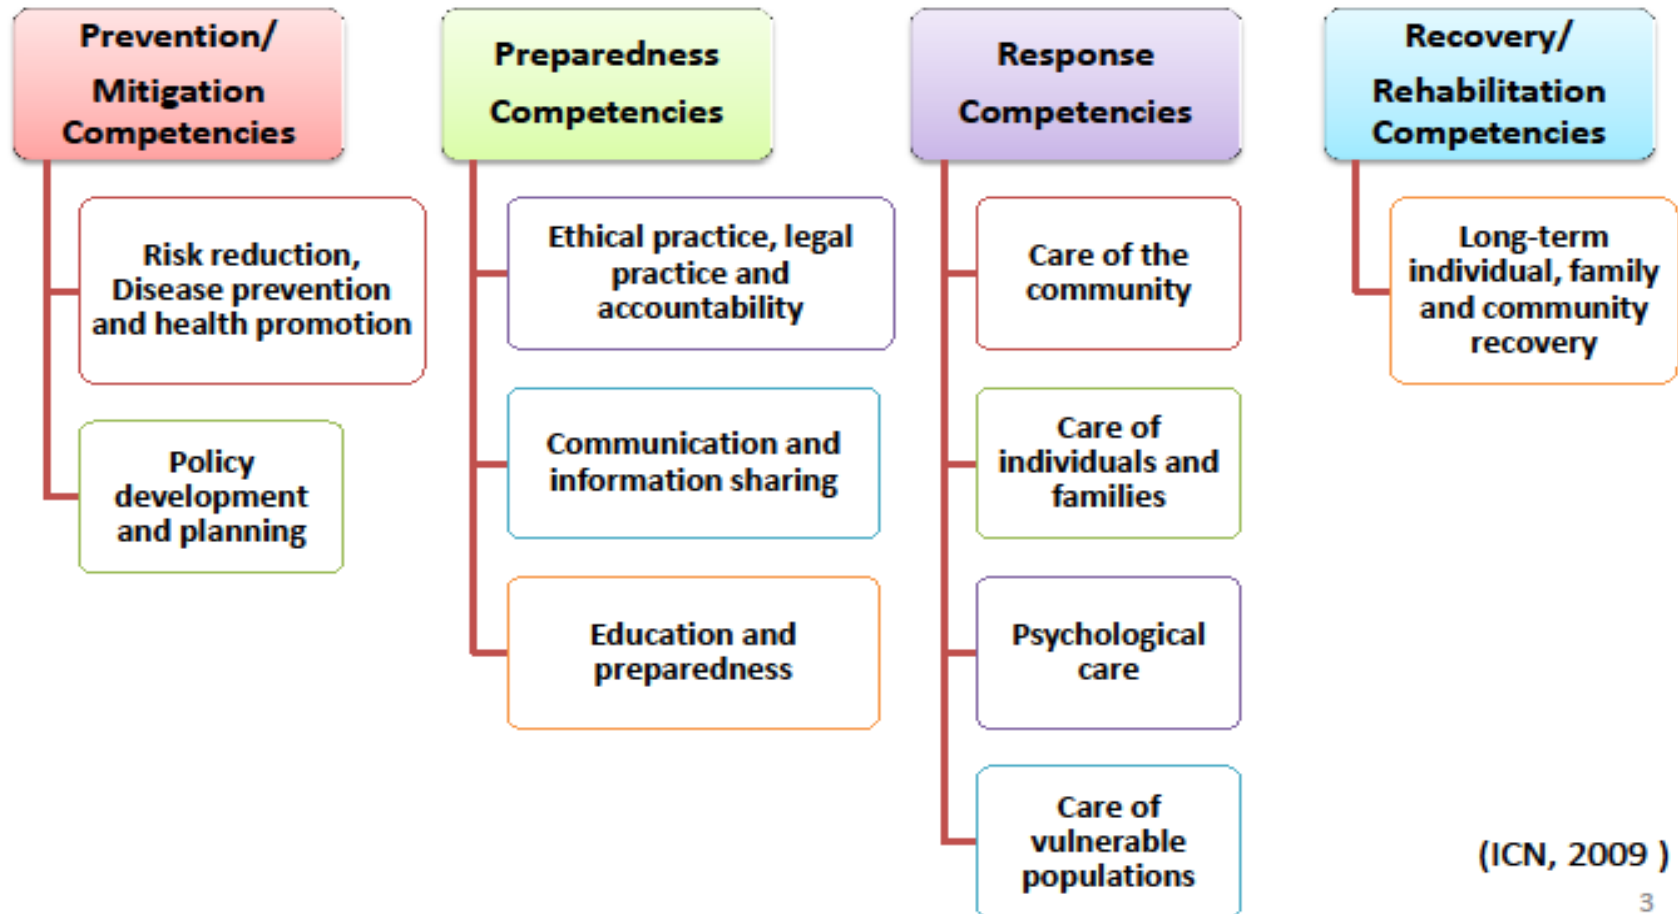 Prevention/
Mitigation
Competencies
Risk reduction,
Disease prevention
and health promotion
Policy
development
and planning
Preparedness
Competencies
Ethical practice, legal
practice and
accountability
Communication and
information sharing
Education and
preparedness
Response
Competencies
Care of the
community
Care of
individuals and
families
Psychological
care
Care of
vulnerable
populations
Recovery/
Rehabilitation
Competencies
Long-term
individual, family
and community
recovery
(ICN, 2009 )
3